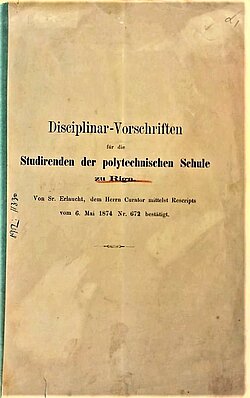 Disciplinar-Vorschriften
für die
Studirenden der polytechnischen Schule
zu Riga.
Von Sr. Erlaucht, dem Herrn Curator mittelst Rescripts
vom 6. Mai 1874 Nr. 672 bestätigt.